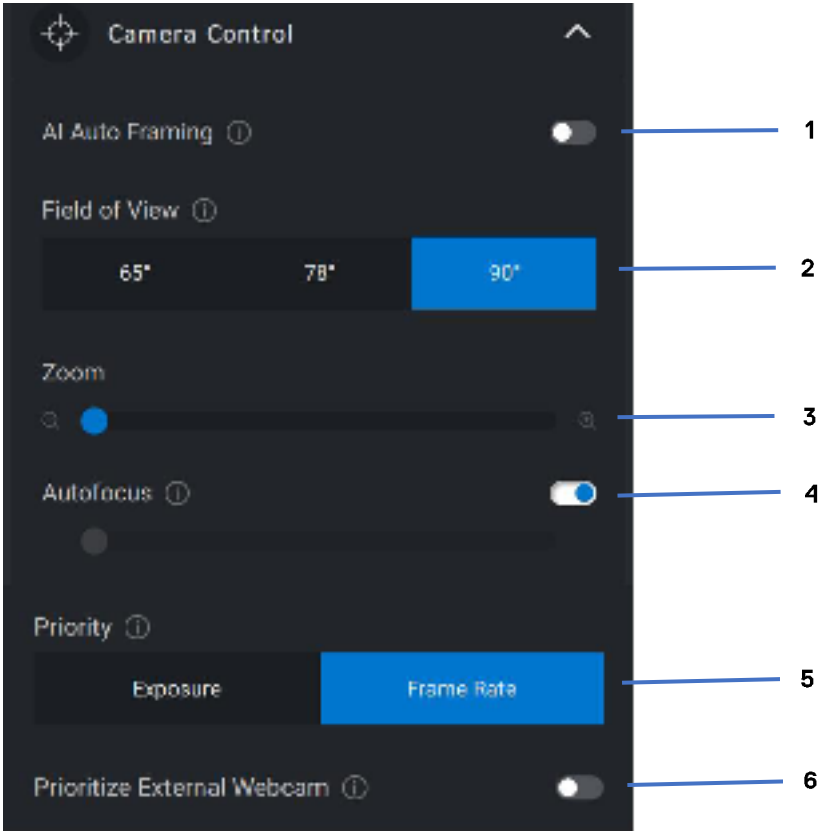 Camera Control
AI Auto Framing
1
Field of View
65° 78° 90°
2
Zoom
3
Autofocus
4
Priority
Exposure Frame Rate
5
Prioritize External Webcam
6